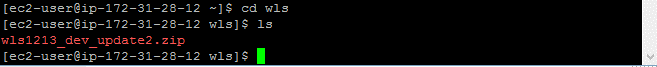 [ec2-user@ip-172-31-28-12 ~]$ cd wls
[ec2-user@ip-172-31-28-12 wls]$ ls
wls1213_dev_update2.zip
[ec2-user@ip-172-31-28-12 wls]$